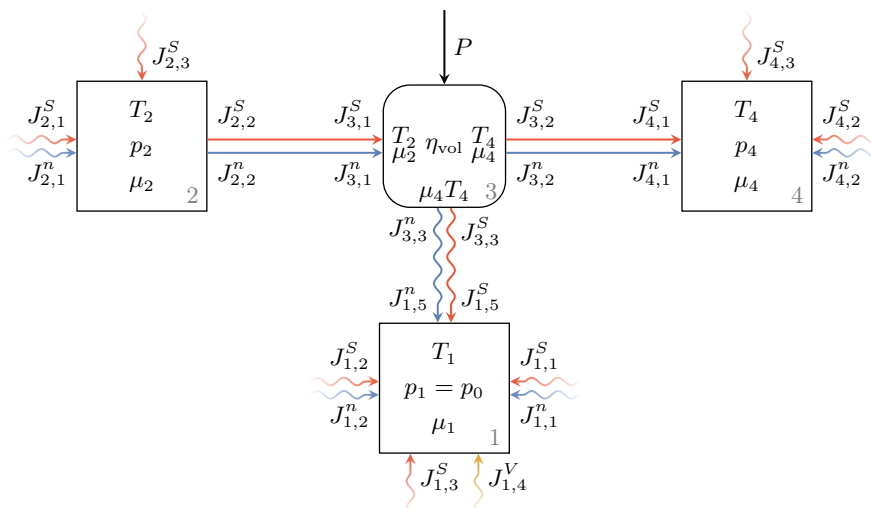 P
J^S_{2,3}
J^S_{4,3}
J^S_{2,1}
T_2
J^S_{2,2}
J^S_{3,1}
J^S_{3,2}
J^S_{4,1}
T_4
J^S_{4,2}
p_2
T_2 η_vol T_4
μ_2 μ_4
p_4
J^n_{2,1}
μ_2
J^n_{2,2}
J^n_{3,1}
μ_4 T_4
J^n_{3,2}
J^n_{4,1}
μ_4
J^n_{4,2}
2
3
4
J^n_{3,3} J^S_{3,3}
J^n_{1,5} J^S_{1,5}
J^S_{1,2}
T_1
J^S_{1,1}
p_1 = p_0
J^n_{1,2}
μ_1
J^n_{1,1}
1
J^S_{1,3} J^V_{1,4}